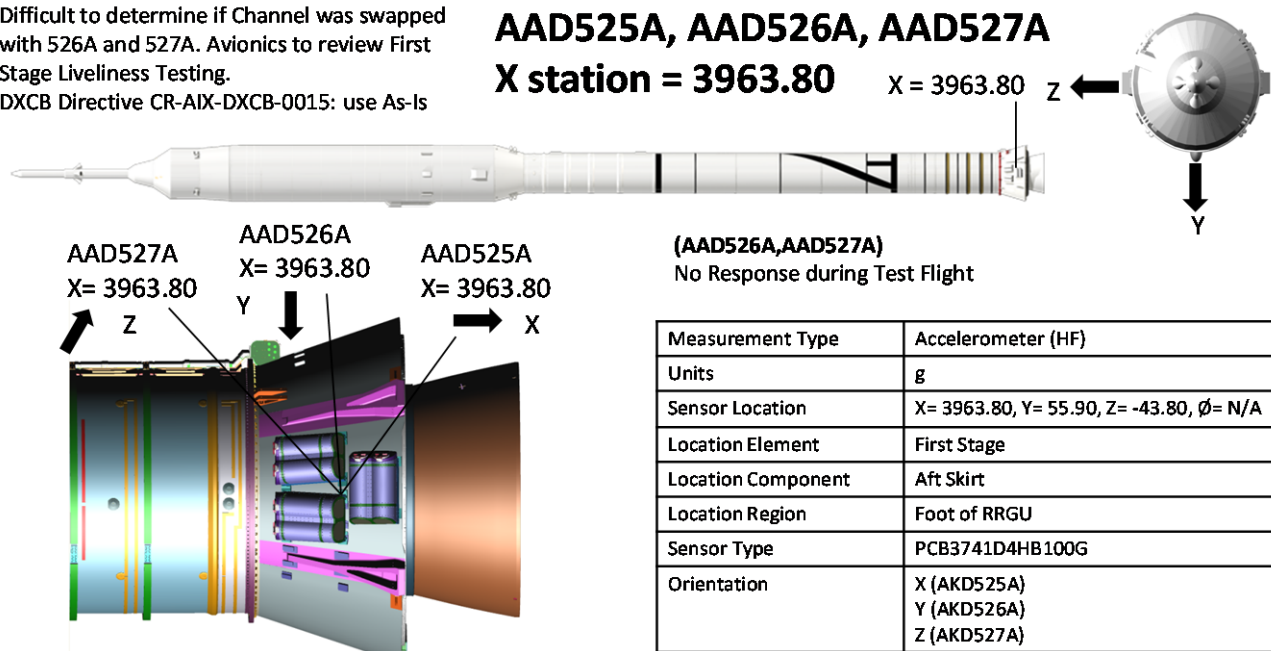 Difficult to determine if Channel was swapped
with 526A and 527A. Avionics to review First
Stage Liveliness Testing.
DXCB Directive CR-AIX-DXCB-0015: use As-Is
AAD525A, AAD526A, AAD527A
X station = 3963.80
X = 3963.80
Z
Y
AAD527A
X= 3963.80
Z
AAD526A
X= 3963.80
Y
AAD525A
X= 3963.80
X
(AAD526A,AAD527A)
No Response during Test Flight
Measurement Type Accelerometer (HF)
Units g
Sensor Location X= 3963.80, Y= 55.90, Z= -43.80, Ø= N/A
Location Element First Stage
Location Component Aft Skirt
Location Region Foot of RRGU
Sensor Type PCB3741D4HB100G
Orientation X (AKD525A)
Y (AKD526A)
Z (AKD527A)